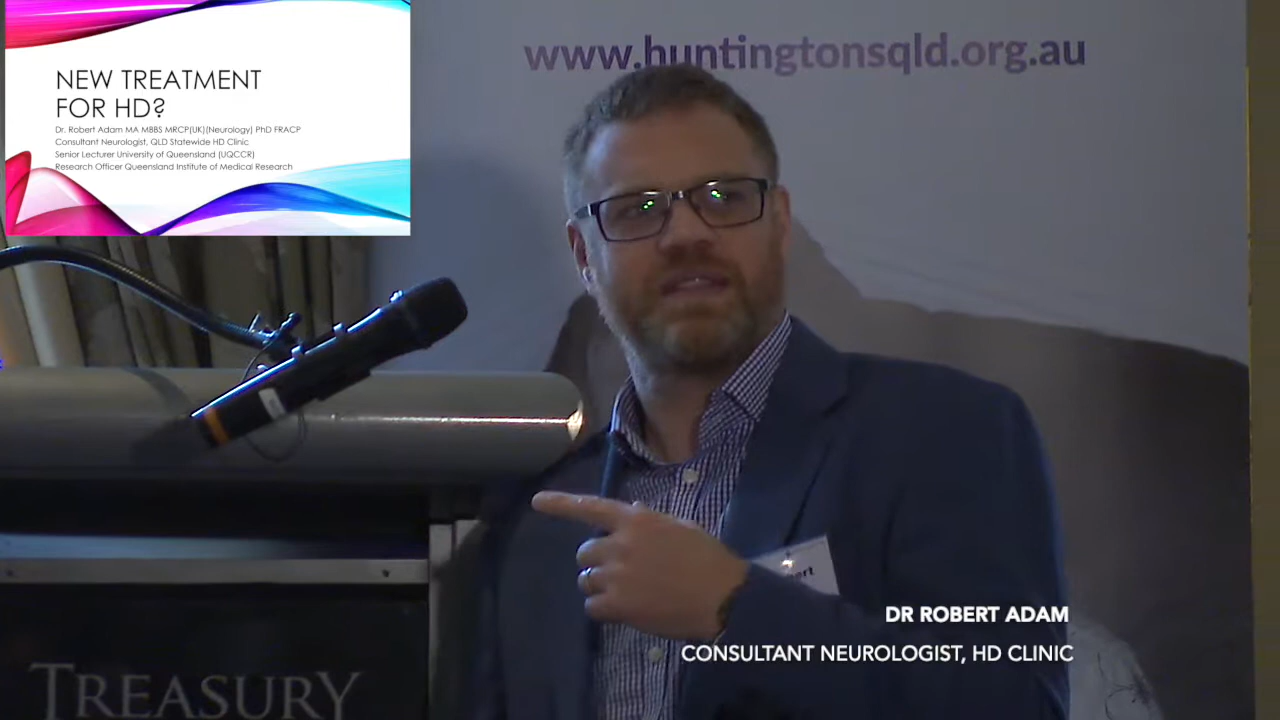 NEW TREATMENT
FOR HD?
Dr. Robert Adam MA MBBS MRCP(UK)(Neurology) PhD FRACP
Consultant Neurologist, QLD Statewide HD Clinic
Senior Lecturer University of Queensland (UQCCR)
Research Officer Queensland Institute of Medical Research
www.huntingtonsqld.org.au
DR ROBERT ADAM
CONSULTANT NEUROLOGIST, HD CLINIC
TREASURY